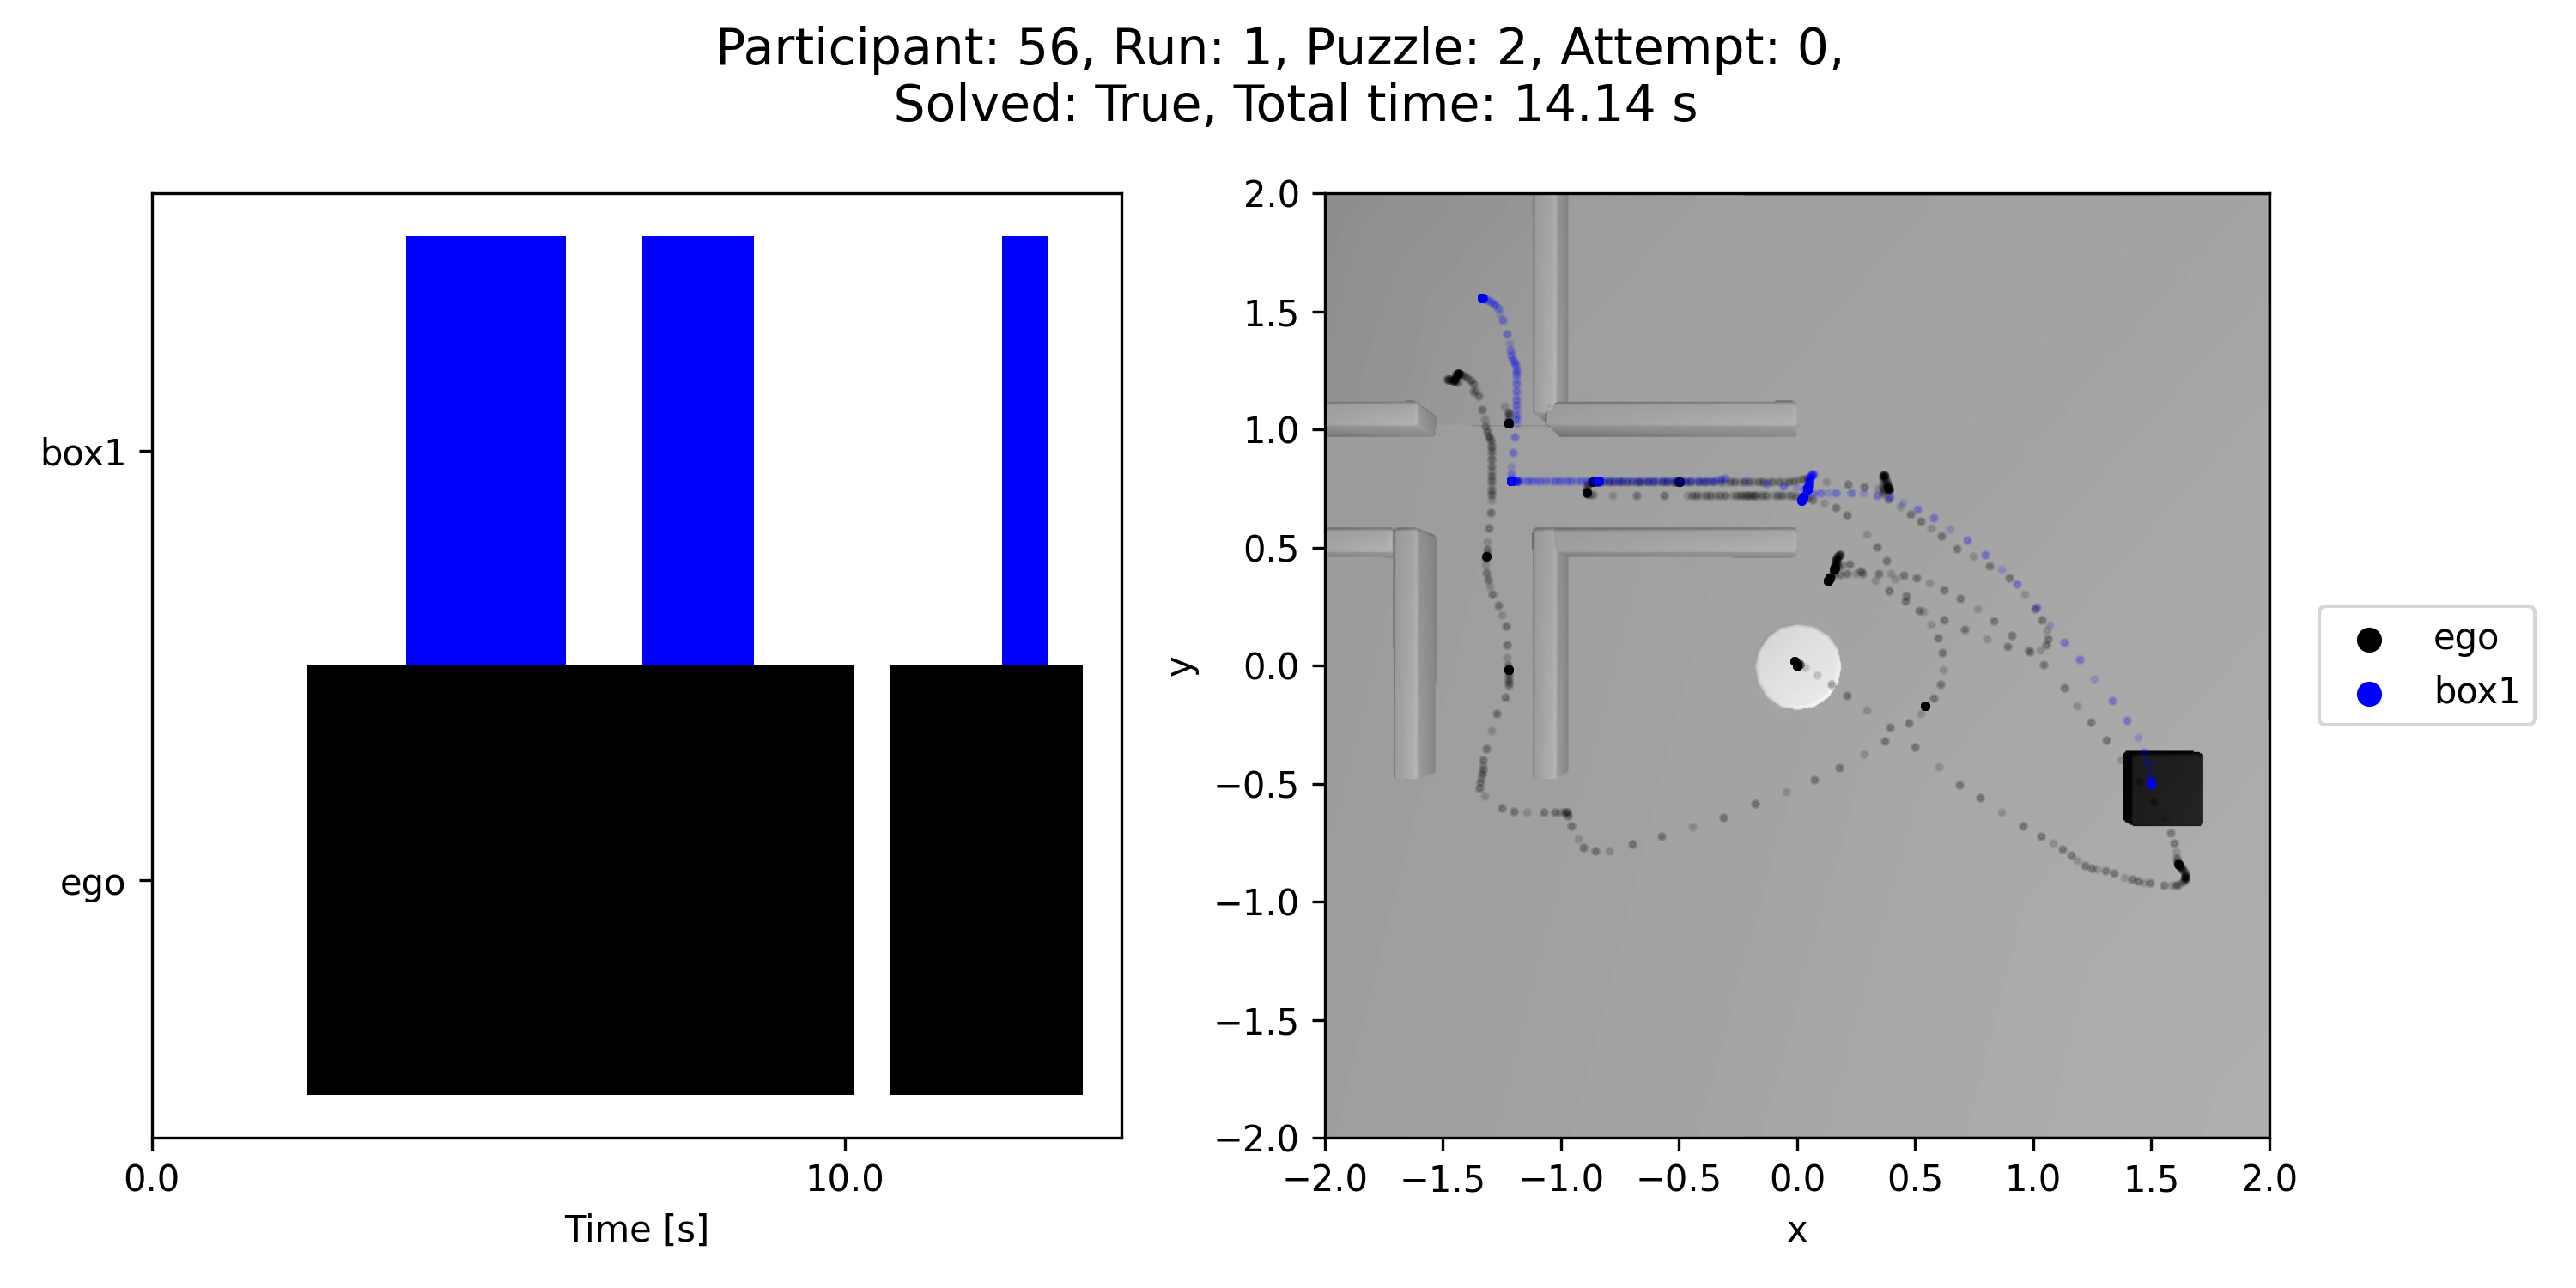 Participant: 56, Run: 1, Puzzle: 2, Attempt: 0,
Solved: True, Total time: 14.14 s
box1
ego
0.0
10.0
Time [s]
2.0
1.5
1.0
0.5
0.0
−0.5
−1.0
−1.5
−2.0
y
−2.0
−1.5
−1.0
−0.5
0.0
0.5
1.0
1.5
2.0
x
ego
box1